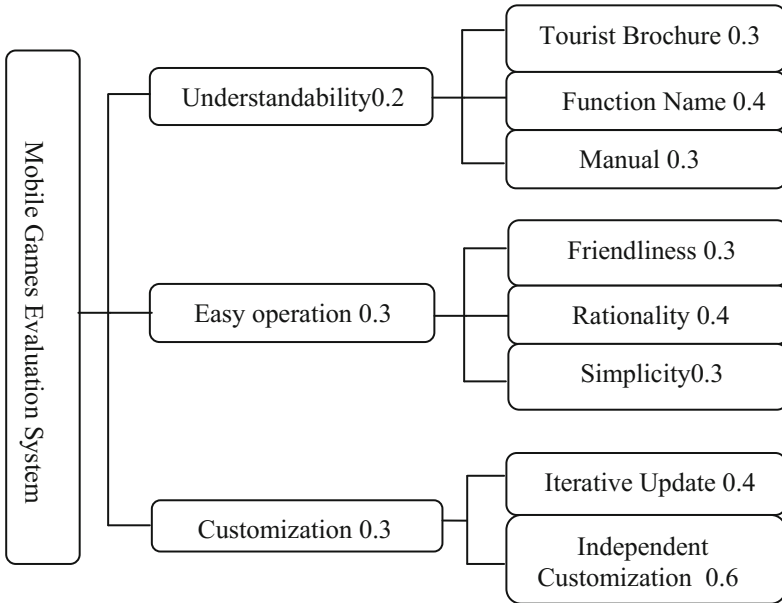 Mobile Games Evaluation System
Understandability0.2
Tourist Brochure 0.3
Function Name 0.4
Manual 0.3
Easy operation 0.3
Friendliness 0.3
Rationality 0.4
Simplicity0.3
Customization 0.3
Iterative Update 0.4
Independent
Customization 0.6